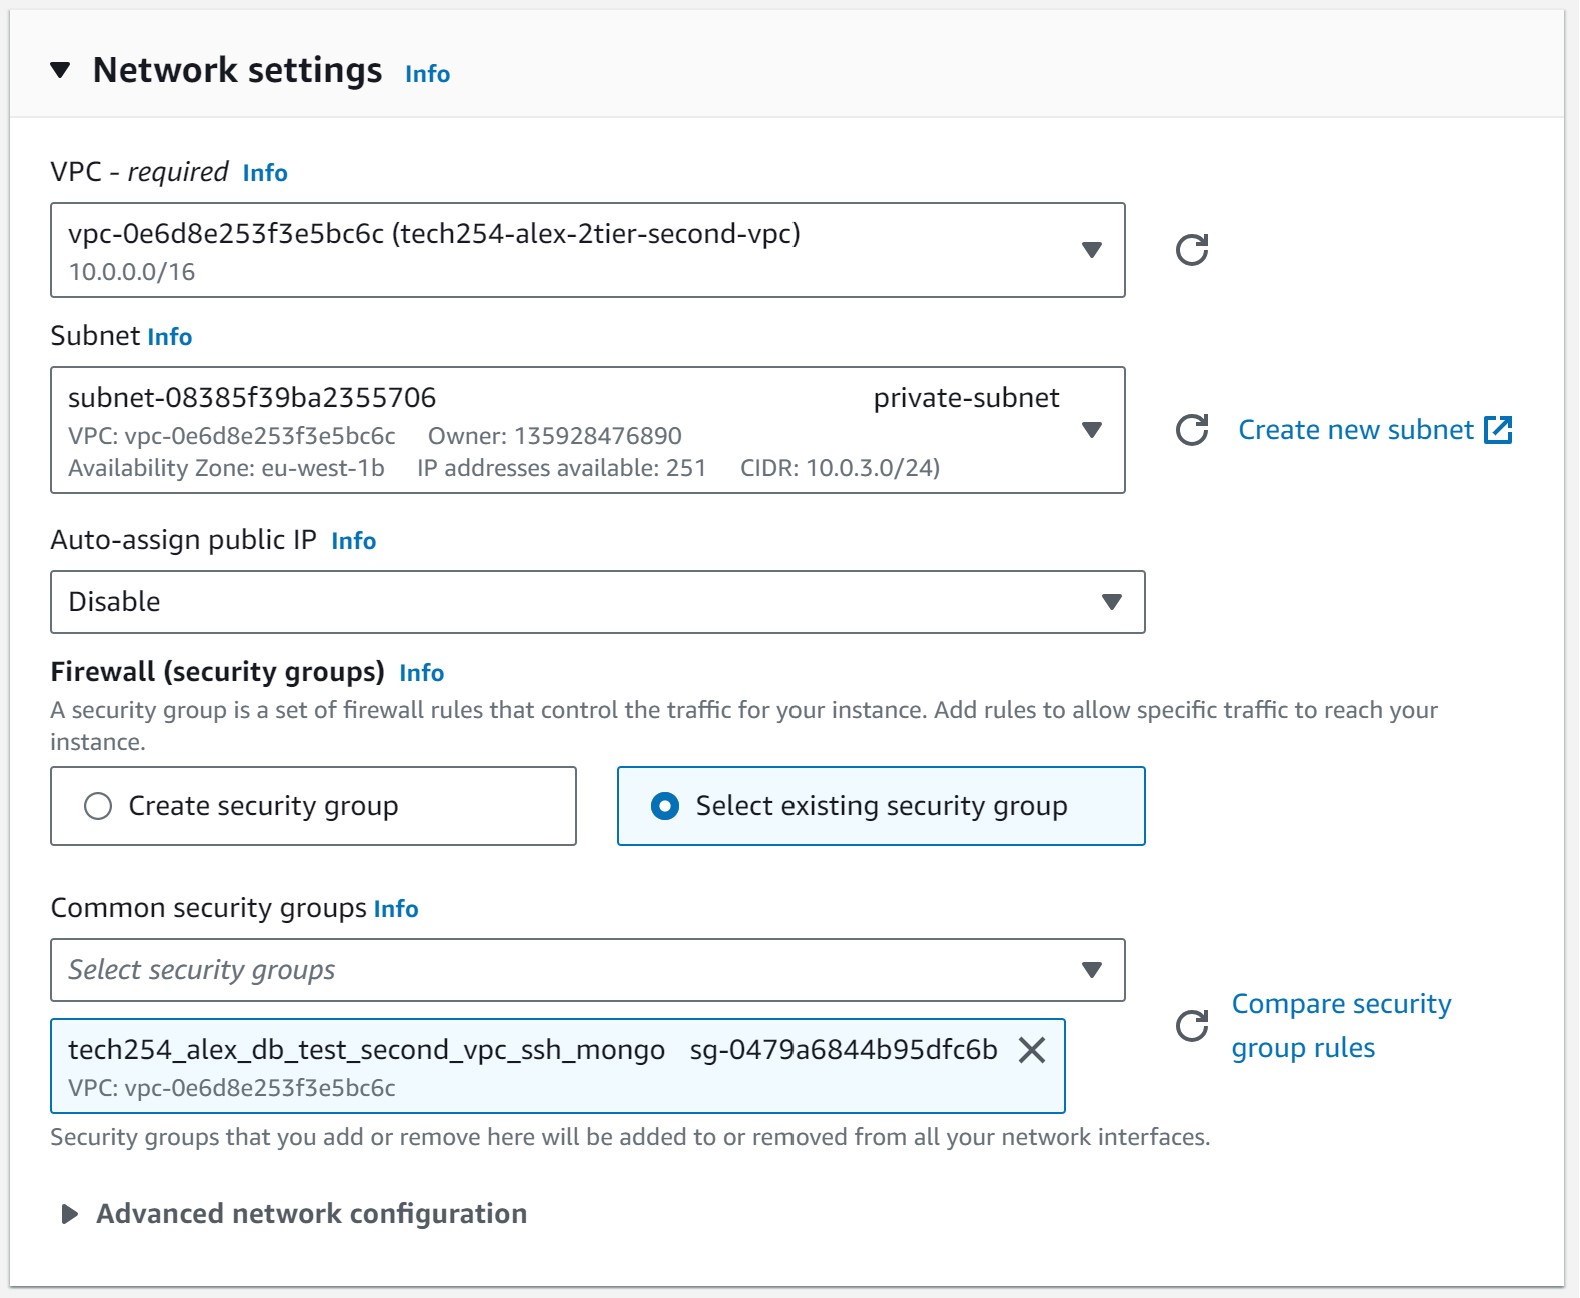 Network settings Info
VPC - required Info
vpc-0e6d8e253f3e5bc6c (tech254-alex-2tier-second-vpc)
10.0.0.0/16
Subnet Info
subnet-08385f39ba2355706 private-subnet
VPC: vpc-0e6d8e253f3e5bc6c Owner: 135928476890
Availability Zone: eu-west-1b IP addresses available: 251 CIDR: 10.0.3.0/24)
Create new subnet
Auto-assign public IP Info
Disable
Firewall (security groups) Info
A security group is a set of firewall rules that control the traffic for your instance. Add rules to allow specific traffic to reach your
instance.
Create security group
Select existing security group
Common security groups Info
Select security groups
tech254_alex_db_test_second_vpc_ssh_mongo sg-0479a6844b95dfc6b
VPC: vpc-0e6d8e253f3e5bc6c
Compare security
group rules
Security groups that you add or remove here will be added to or removed from all your network interfaces.
Advanced network configuration